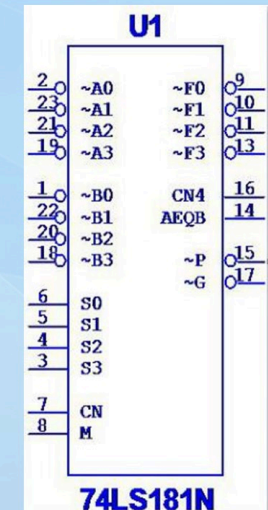 U1
2 ~A0 ~F0 9
23 ~A1 ~F1 10
21 ~A2 ~F2 11
19 ~A3 ~F3 13
1 ~B0 CN4 16
22 ~B1 AEQB 14
20 ~B2
18 ~B3 ~P 15
~G 17
6 S0
5 S1
4 S2
3 S3
7 CN
8 M
74LS181N